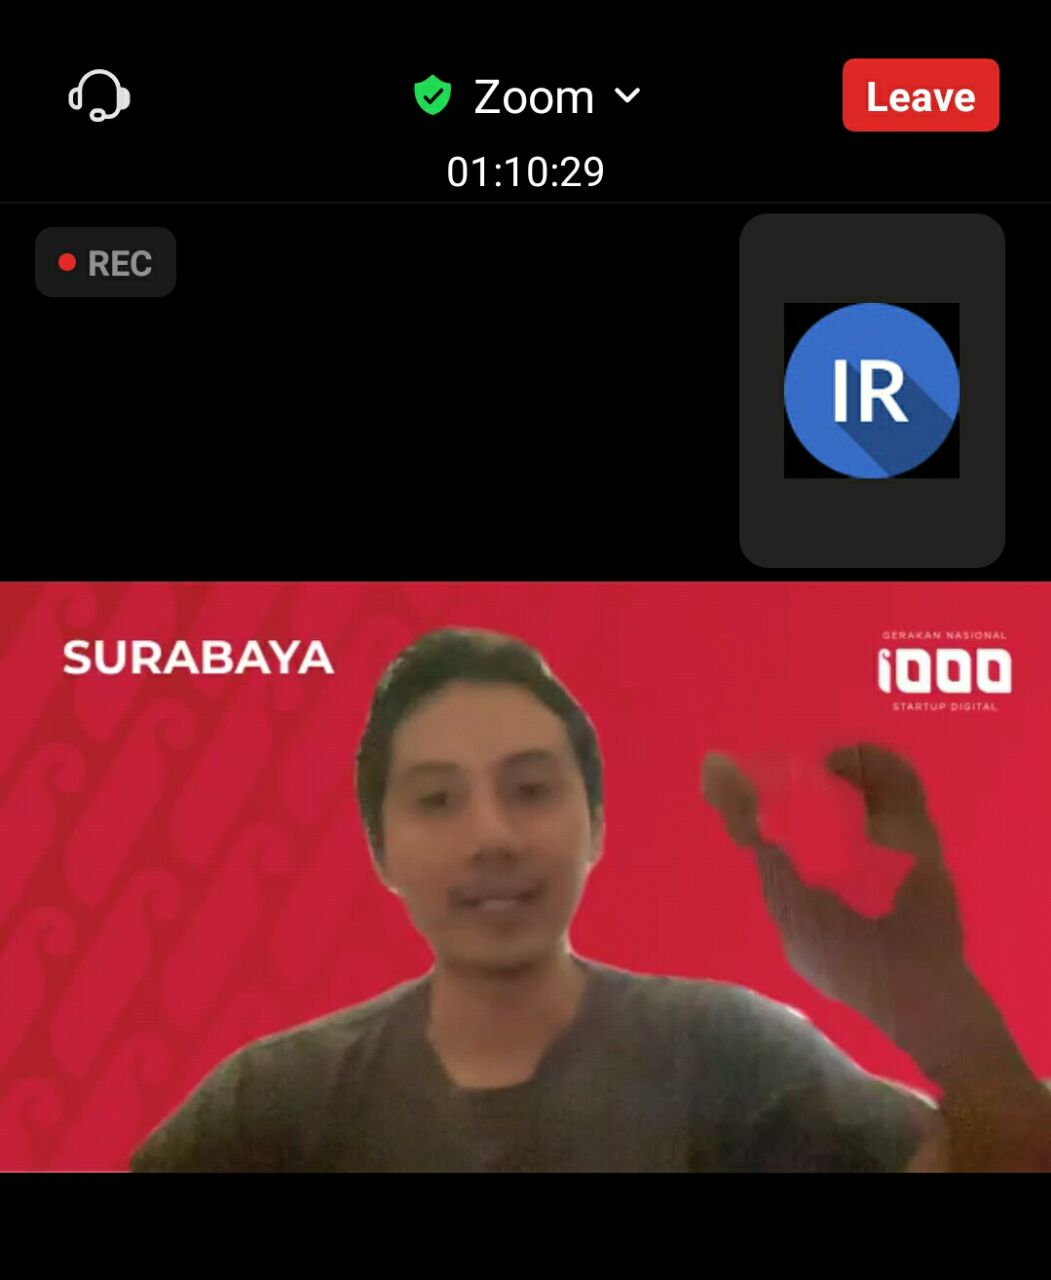 Zoom
Leave
01:10:29
REC
IR
SURABAYA
GERAKAN NASIONAL
1000
STARTUP DIGITAL